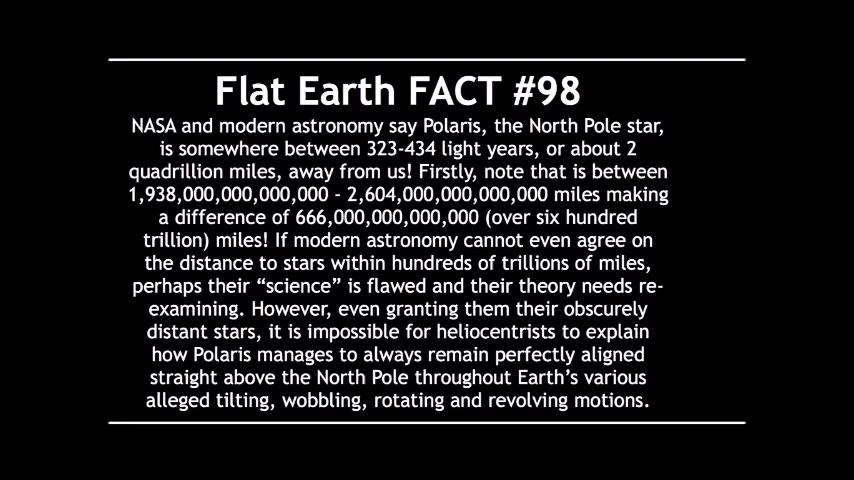 Flat Earth FACT #98
NASA and modern astronomy say Polaris, the North Pole star,
is somewhere between 323-434 light years, or about 2
quadrillion miles, away from us! Firstly, note that is between
1,938,000,000,000,000 - 2,604,000,000,000,000 miles making
a difference of 666,000,000,000,000 (over six hundred
trillion) miles! If modern astronomy cannot even agree on
the distance to stars within hundreds of trillions of miles,
perhaps their “science” is flawed and their theory needs re-
examining. However, even granting them their obscurely
distant stars, it is impossible for heliocentrists to explain
how Polaris manages to always remain perfectly aligned
straight above the North Pole throughout Earth’s various
alleged tilting, wobbling, rotating and revolving motions.